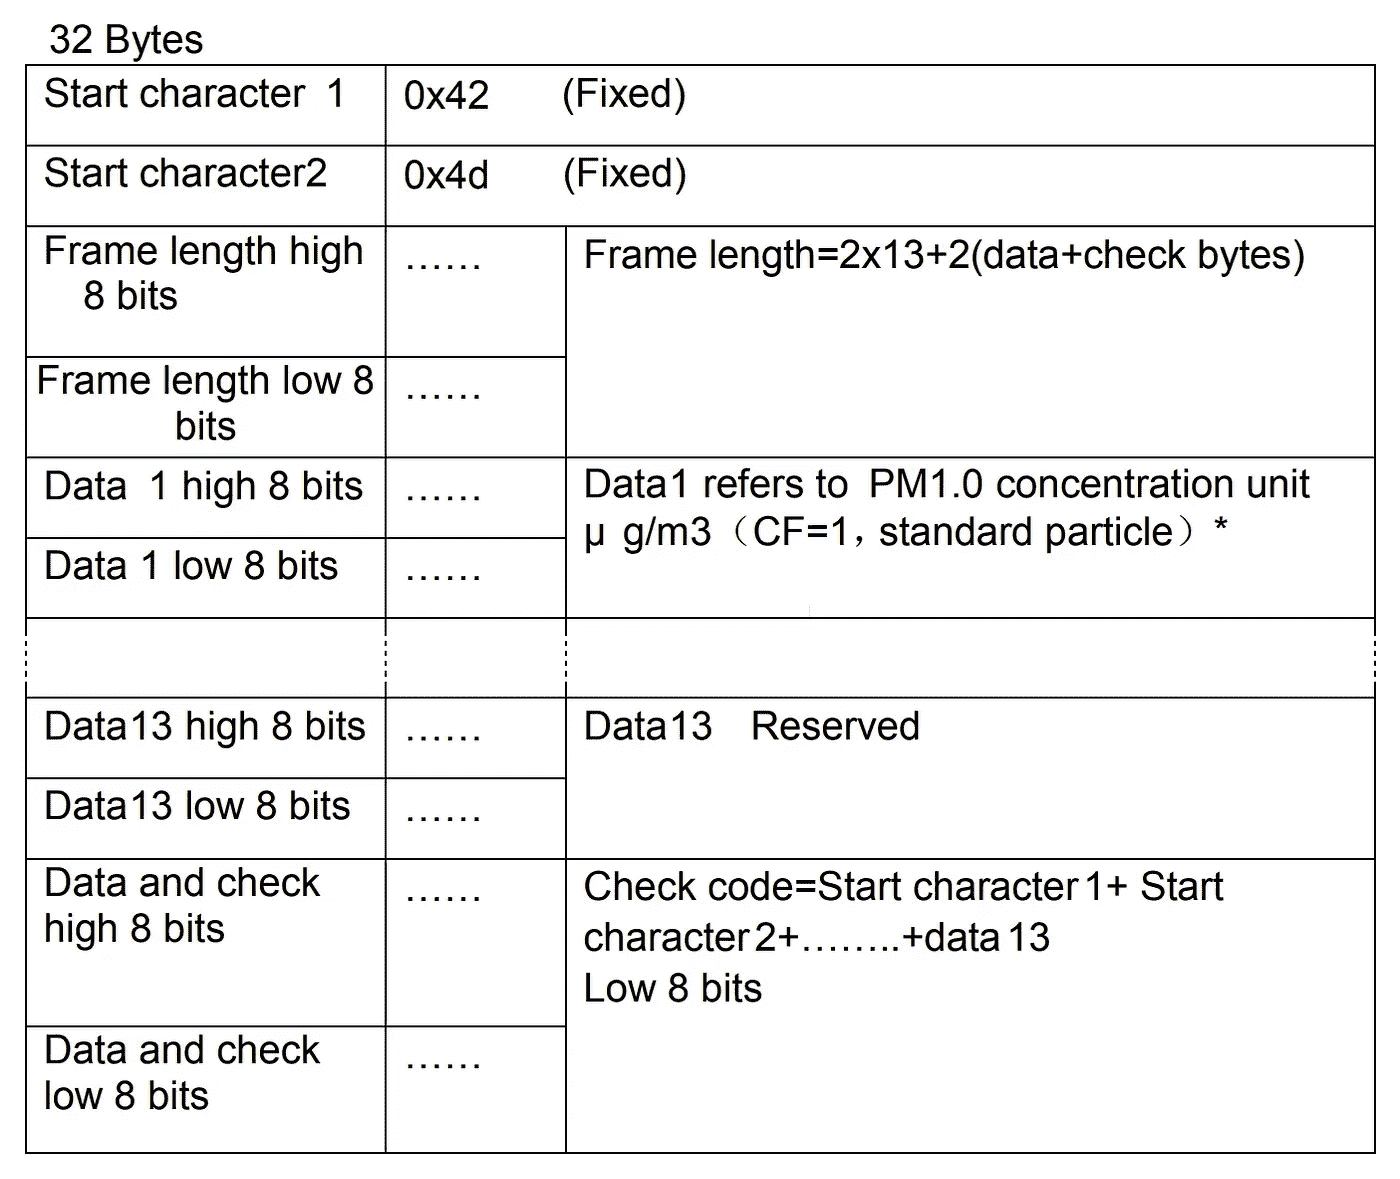 32 Bytes
Start character 1 0x42 (Fixed)
Start character2 0x4d (Fixed)
Frame length high
8 bits
……
Frame length=2x13+2(data+check bytes)
Frame length low 8
bits
……
Data 1 high 8 bits ……
Data1 refers to PM1.0 concentration unit
μ g/m3（CF=1，standard particle）*
Data 1 low 8 bits ……
Data13 high 8 bits ……
Data13 Reserved
Data13 low 8 bits ……
Data and check
high 8 bits
……
Check code=Start character 1+ Start
character2+……..+data 13
Low 8 bits
Data and check
low 8 bits
……